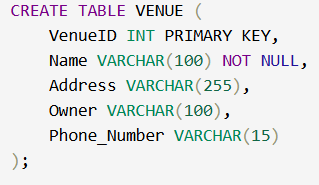 CREATE TABLE VENUE (
    VenueID INT PRIMARY KEY,
    Name VARCHAR(100) NOT NULL,
    Address VARCHAR(255),
    Owner VARCHAR(100),
    Phone_Number VARCHAR(15)
);